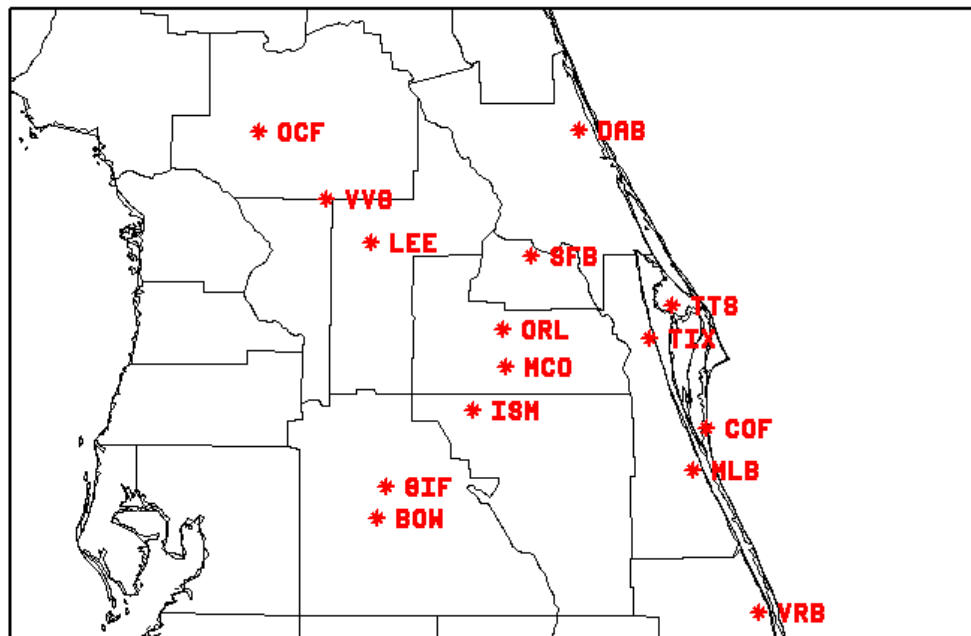 OCF
DAB
VVG
LEE
SFB
TTS
ORL
TIX
MCO
ISM
COF
MLB
GIF
BOW
VRB